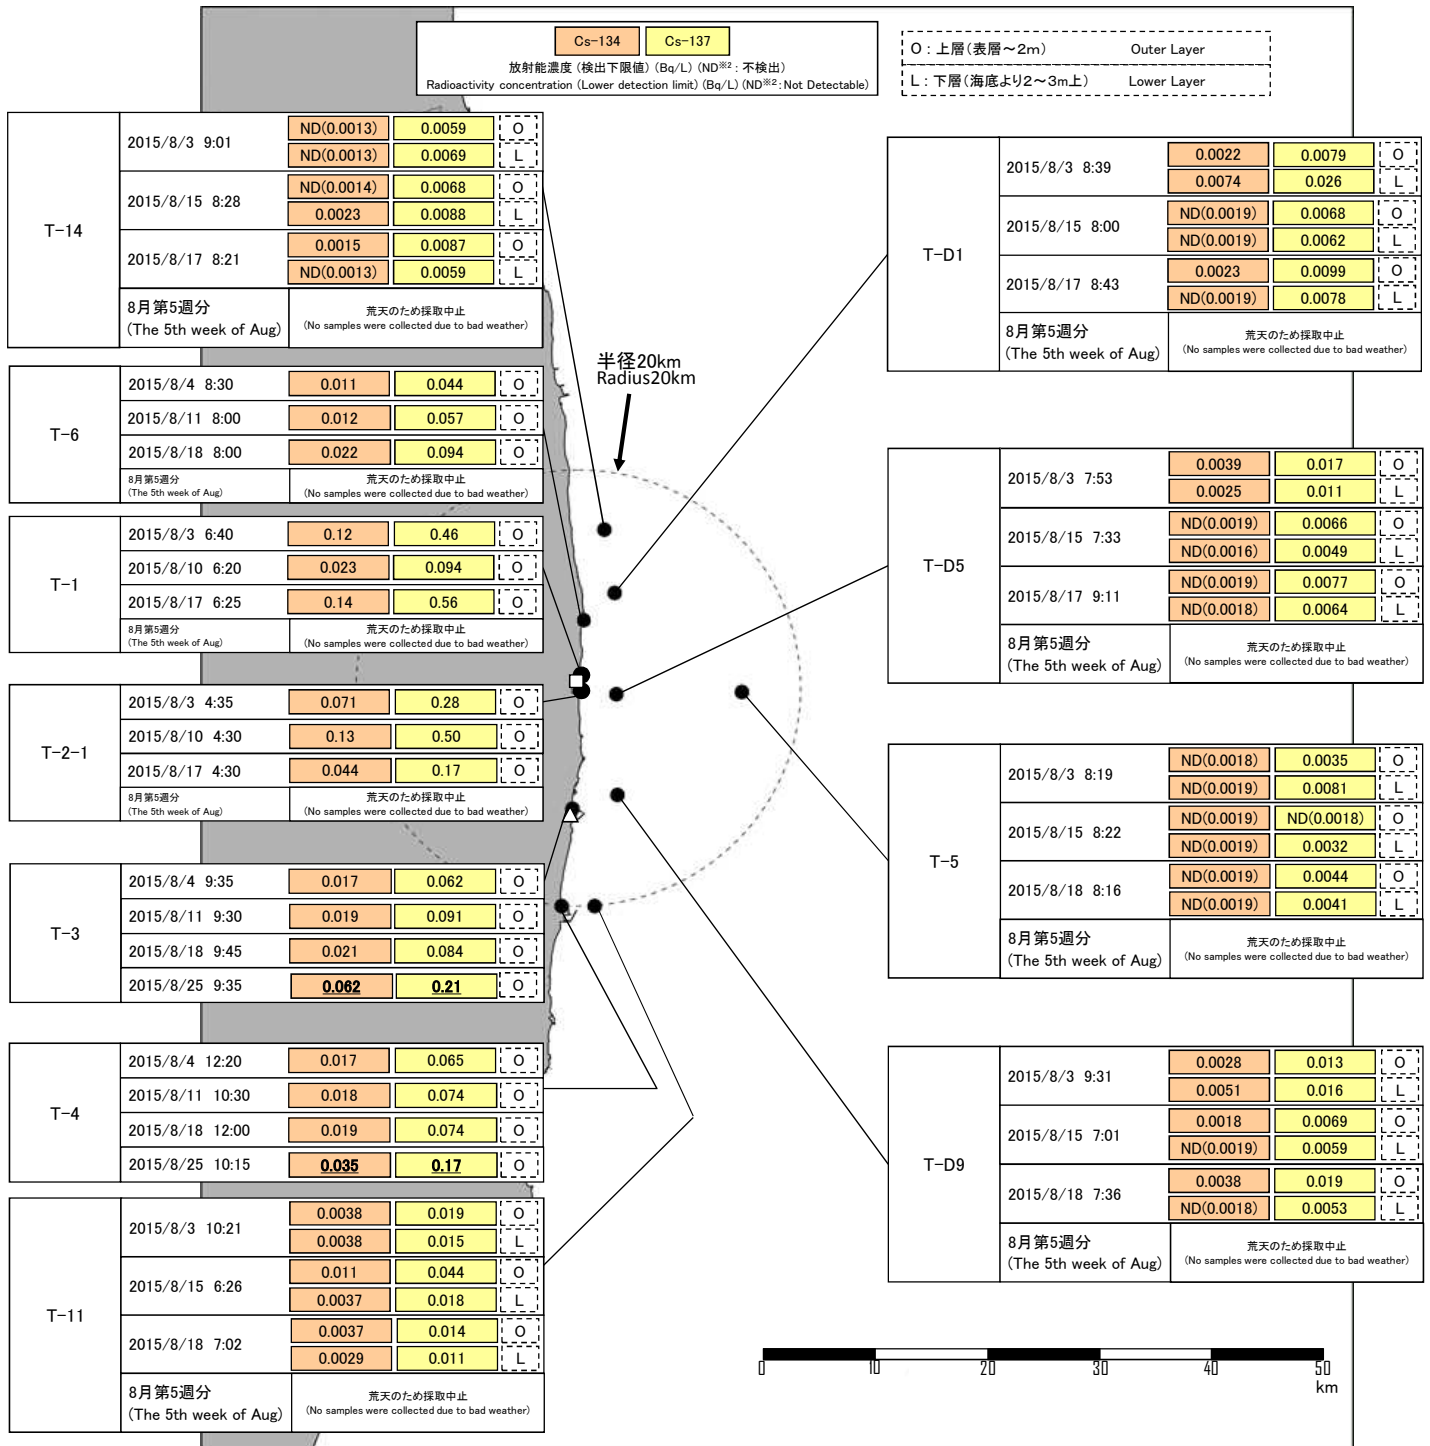 Cs-134 Cs-137
放射能濃度 (検出下限値) (Bq/L) (ND※2 : 不検出)
Radioactivity concentration (Lower detection limit) (Bq/L) (ND※2:Not Detectable)
O : 上層(表層～2m) Outer Layer
L : 下層(海底より2～3m上) Lower Layer
T-14
2015/8/3 9:01
ND(0.0013) 0.0059 O
ND(0.0013) 0.0069 L
2015/8/15 8:28
ND(0.0014) 0.0068 O
0.0023 0.0088 L
2015/8/17 8:21
0.0015 0.0087 O
ND(0.0013) 0.0059 L
8月第5週分
(The 5th week of Aug)
荒天のため採取中止
(No samples were collected due to bad weather)
T-6
2015/8/4 8:30 0.011 0.044 O
2015/8/11 8:00 0.012 0.057 O
2015/8/18 8:00 0.022 0.094 O
8月第5週分
(The 5th week of Aug)
荒天のため採取中止
(No samples were collected due to bad weather)
T-1
2015/8/3 6:40 0.12 0.46 O
2015/8/10 6:20 0.023 0.094 O
2015/8/17 6:25 0.14 0.56 O
8月第5週分
(The 5th week of Aug)
荒天のため採取中止
(No samples were collected due to bad weather)
T-2-1
2015/8/3 4:35 0.071 0.28 O
2015/8/10 4:30 0.13 0.50 O
2015/8/17 4:30 0.044 0.17 O
8月第5週分
(The 5th week of Aug)
荒天のため採取中止
(No samples were collected due to bad weather)
T-3
2015/8/4 9:35 0.017 0.062 O
2015/8/11 9:30 0.019 0.091 O
2015/8/18 9:45 0.021 0.084 O
2015/8/25 9:35 0.062 0.21 O
T-4
2015/8/4 12:20 0.017 0.065 O
2015/8/11 10:30 0.018 0.074 O
2015/8/18 12:00 0.019 0.074 O
2015/8/25 10:15 0.035 0.17 O
T-11
2015/8/3 10:21
0.0038 0.019 O
0.0038 0.015 L
2015/8/15 6:26
0.011 0.044 O
0.0037 0.018 L
2015/8/18 7:02
0.0037 0.014 O
0.0029 0.011 L
8月第5週分
(The 5th week of Aug)
荒天のため採取中止
(No samples were collected due to bad weather)
半径20km
Radius20km
T-D1
2015/8/3 8:39
0.0022 0.0079 O
0.0074 0.026 L
2015/8/15 8:00
ND(0.0019) 0.0068 O
ND(0.0019) 0.0062 L
2015/8/17 8:43
0.0023 0.0099 O
ND(0.0019) 0.0078 L
8月第5週分
(The 5th week of Aug)
荒天のため採取中止
(No samples were collected due to bad weather)
T-D5
2015/8/3 7:53
0.0039 0.017 O
0.0025 0.011 L
2015/8/15 7:33
ND(0.0019) 0.0066 O
ND(0.0016) 0.0049 L
2015/8/17 9:11
ND(0.0019) 0.0077 O
ND(0.0018) 0.0064 L
8月第5週分
(The 5th week of Aug)
荒天のため採取中止
(No samples were collected due to bad weather)
T-5
2015/8/3 8:19
ND(0.0018) 0.0035 O
ND(0.0019) 0.0081 L
2015/8/15 8:22
ND(0.0019) ND(0.0018) O
ND(0.0019) 0.0032 L
2015/8/18 8:16
ND(0.0019) 0.0044 O
ND(0.0019) 0.0041 L
8月第5週分
(The 5th week of Aug)
荒天のため採取中止
(No samples were collected due to bad weather)
T-D9
2015/8/3 9:31
0.0028 0.013 O
0.0051 0.016 L
2015/8/15 7:01
0.0018 0.0069 O
ND(0.0019) 0.0059 L
2015/8/18 7:36
0.0038 0.019 O
ND(0.0018) 0.0053 L
8月第5週分
(The 5th week of Aug)
荒天のため採取中止
(No samples were collected due to bad weather)
0 10 20 30 40 50
km